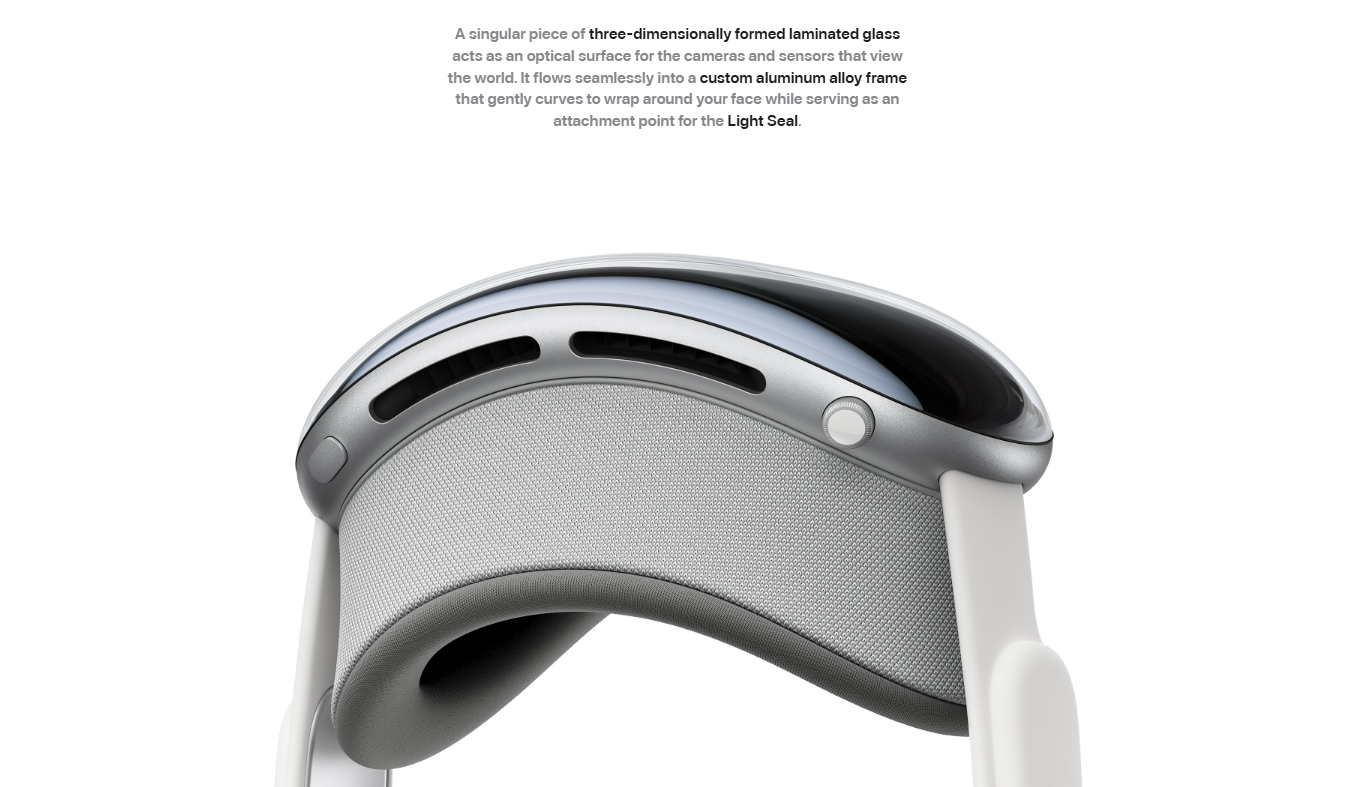 A singular piece of three-dimensionally formed laminated glass
acts as an optical surface for the cameras and sensors that view
the world. It flows seamlessly into a custom aluminum alloy frame
that gently curves to wrap around your face while serving as an
attachment point for the Light Seal.